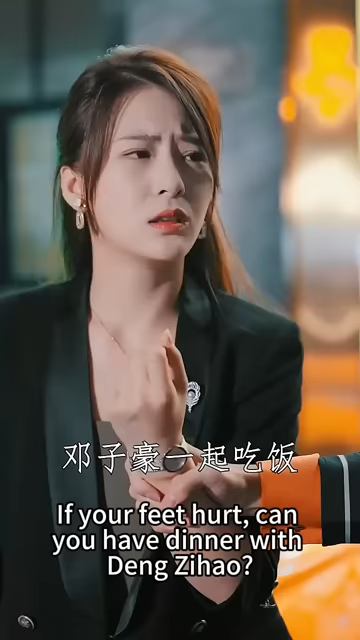 邓子豪一起吃饭
If your feet hurt, can
you have dinner with
Deng Zihao?